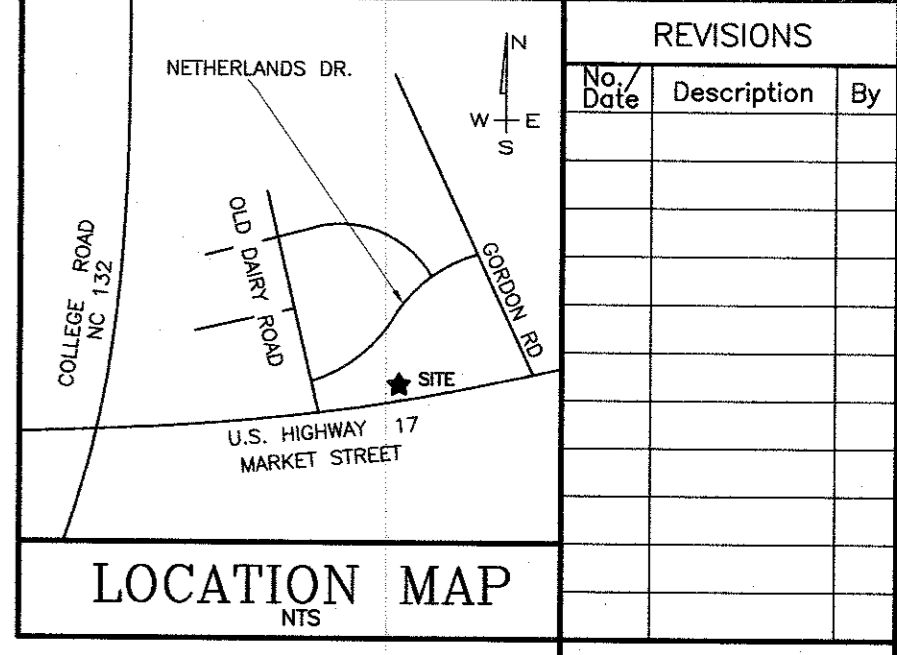 NETHERLANDS DR.
N
W E
S
OLD DAIRY ROAD
GORDON RD
COLLEGE ROAD
NC 132
SITE
U.S. HIGHWAY 17
MARKET STREET
LOCATION MAP
NTS
REVISIONS
No./
Date
Description
By